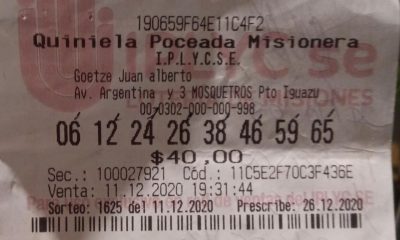 190659F64E11C4F2
Quiniela Poceada Misionera
I.P.L.Y.C.S.E.
Goetze Juan alberto
Av. Argentina y 3 MOSQUETROS Pto Iguazu
00-0302-000-000-998
06 12 24 26 38 46 59 65
$40,00
Sec.: 1000027921 Cód.: 11C5E2F70C3F436E
Venta: 11.12.2020 19:31:44
Sorteo: 1625 del 11.12.2020 Prescribe: 26.12.2020